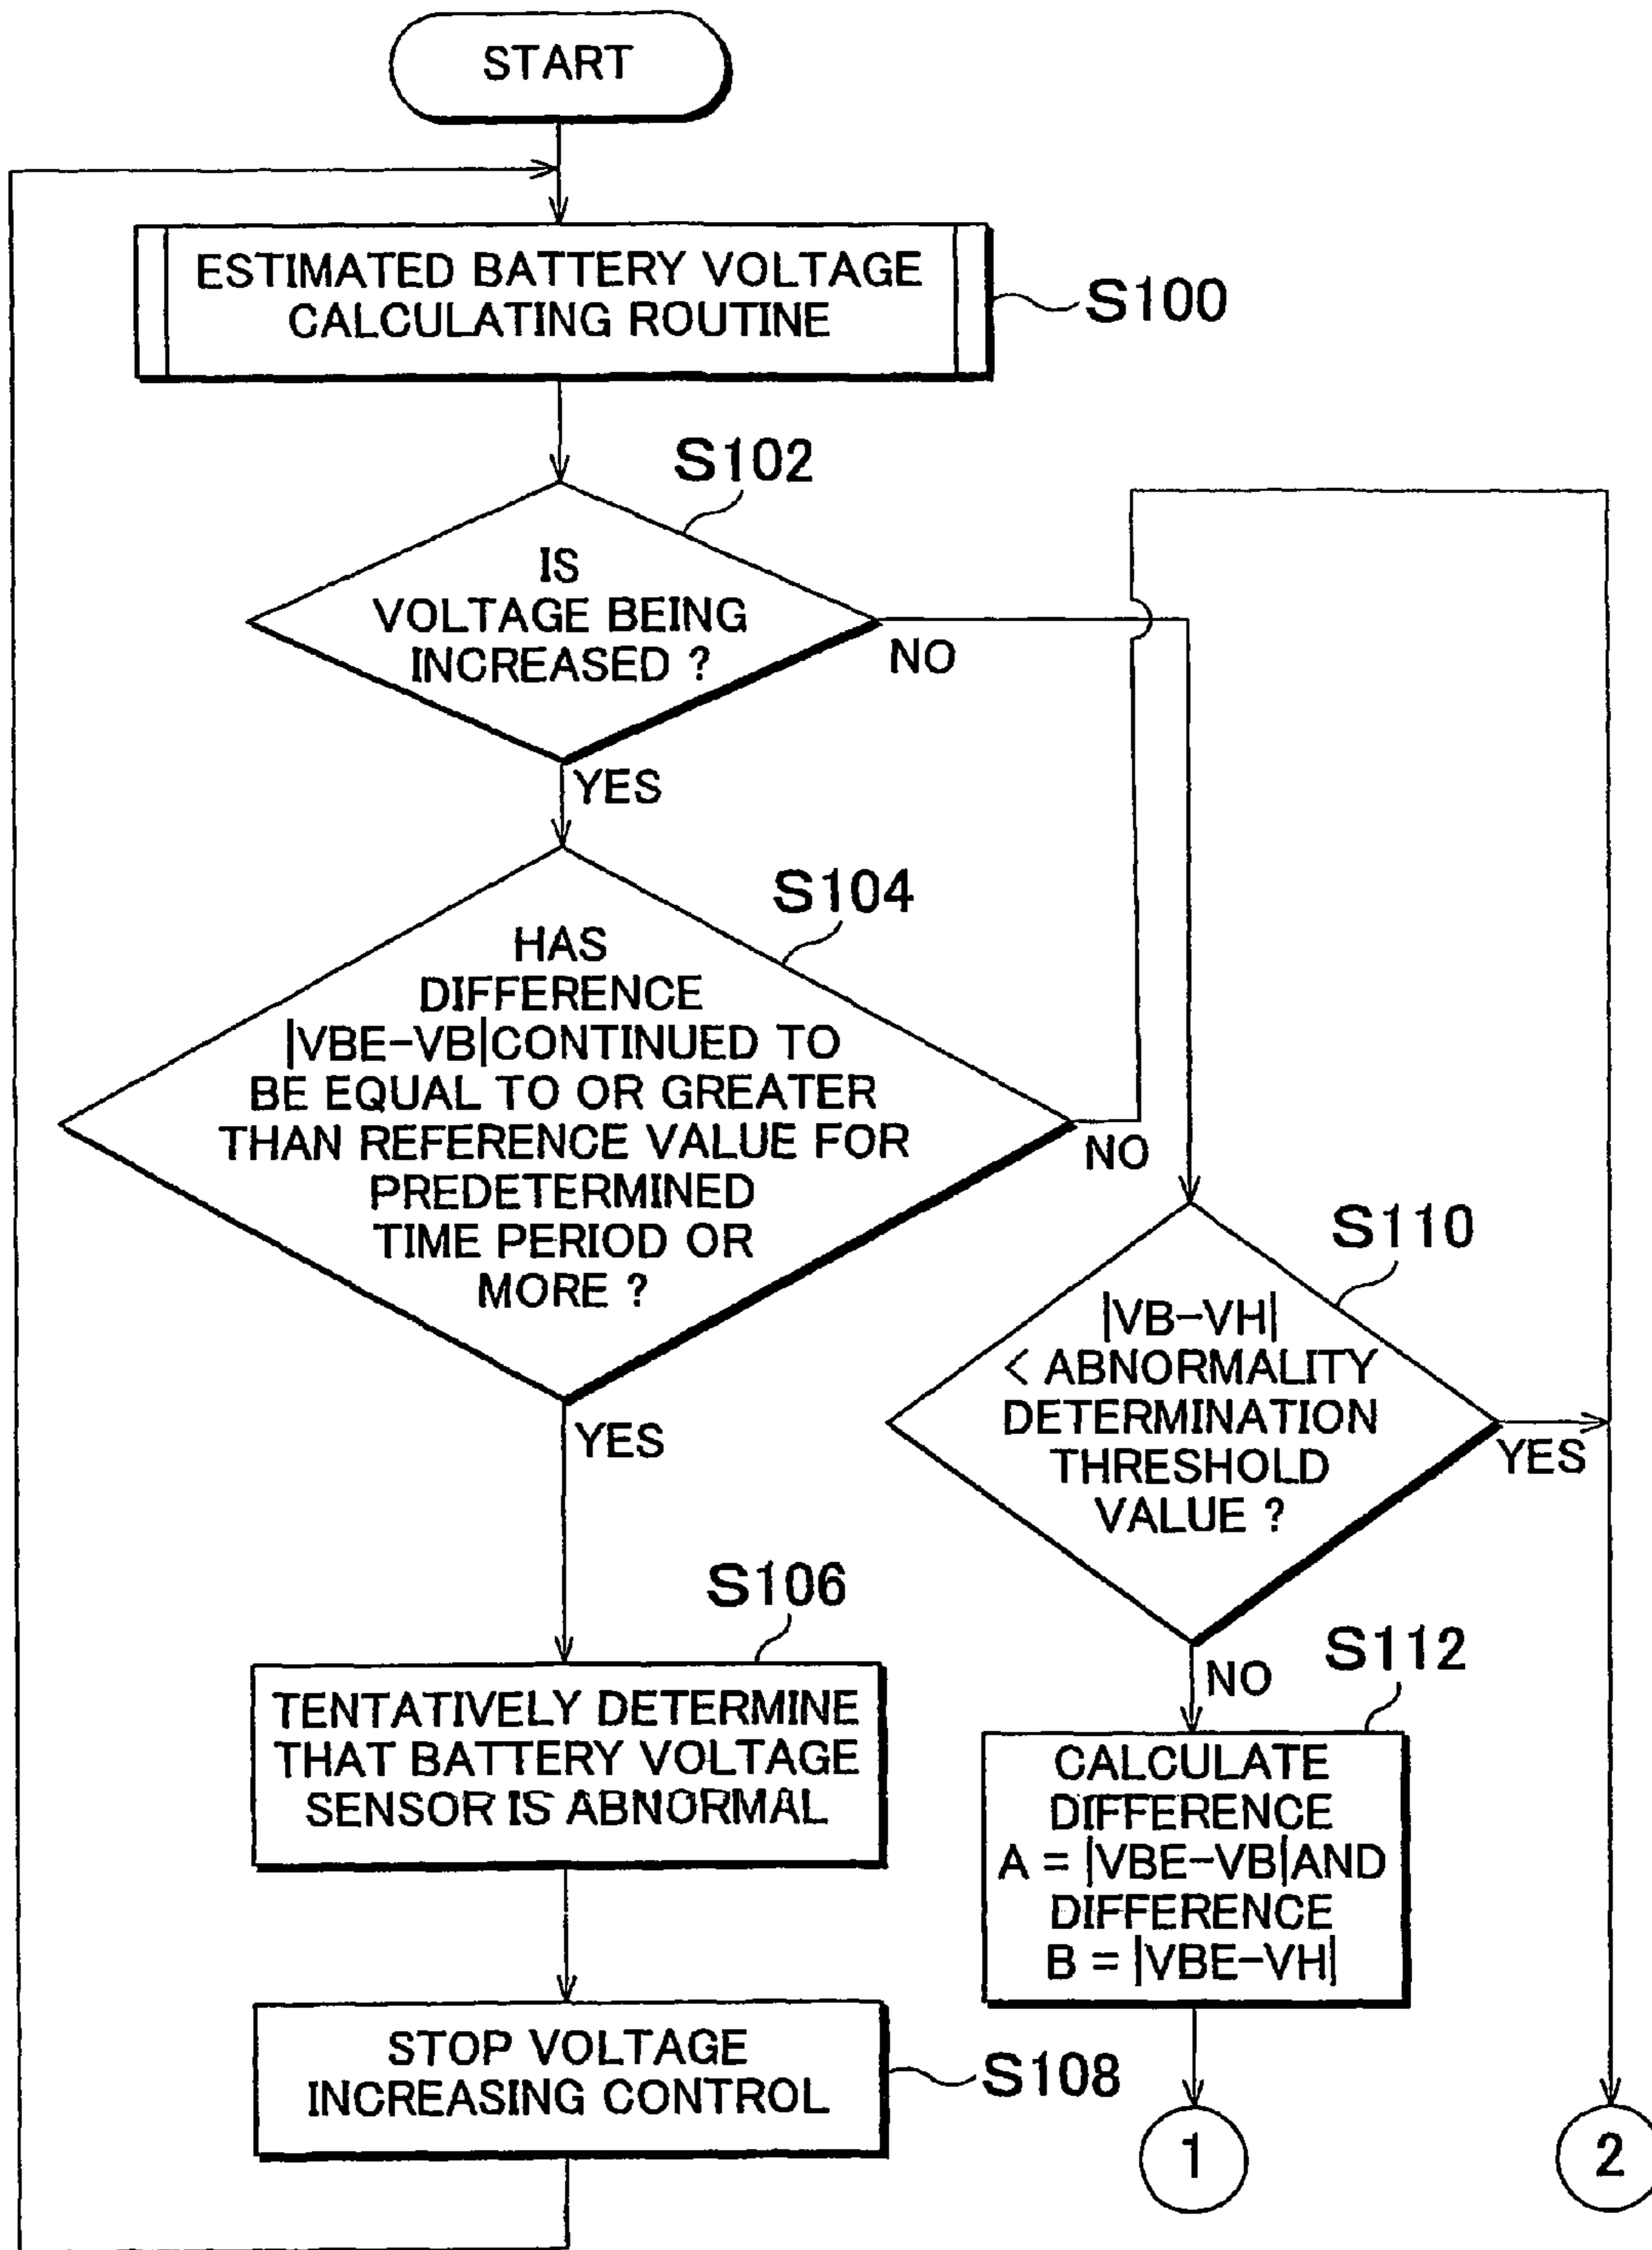 START
ESTIMATED BATTERY VOLTAGE
CALCULATING ROUTINE
S100
S102
IS
VOLTAGE BEING
INCREASED ?
NO
YES
S104
HAS
DIFFERENCE
|VBE-VB|CONTINUED TO
BE EQUAL TO OR GREATER
THAN REFERENCE VALUE FOR
PREDETERMINED
TIME PERIOD OR
MORE ?
NO
YES
S110
|VB-VH|
< ABNORMALITY
DETERMINATION
THRESHOLD
VALUE ?
YES
NO
S106
TENTATIVELY DETERMINE
THAT BATTERY VOLTAGE
SENSOR IS ABNORMAL
S112
CALCULATE
DIFFERENCE
A = |VBE-VB|AND
DIFFERENCE
B = |VBE-VH|
STOP VOLTAGE
INCREASING CONTROL
S108
1
2